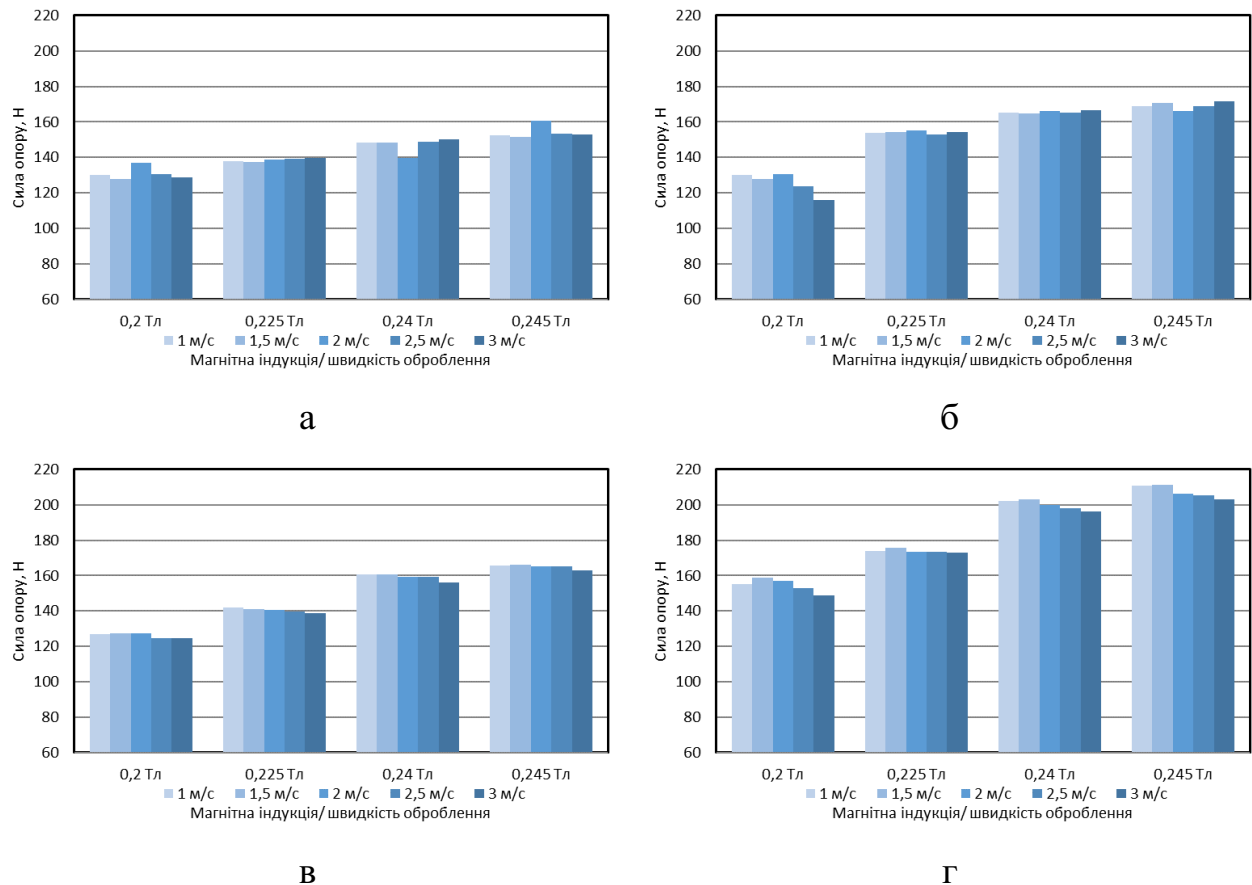 220
200
180
160
140
120
100
80
60
Сила опору, Н
0,2 Тл 0,225 Тл 0,24 Тл 0,245 Тл
1 м/с 1,5 м/с 2 м/с 2,5 м/с 3 м/с
Магнітна індукція/ швидкість оброблення
а
220
200
180
160
140
120
100
80
60
Сила опору, Н
0,2 Тл 0,225 Тл 0,24 Тл 0,245 Тл
1 м/с 1,5 м/с 2 м/с 2,5 м/с 3 м/с
Магнітна індукція/ швидкість оброблення
б
220
200
180
160
140
120
100
80
60
Сила опору, Н
0,2 Тл 0,225 Тл 0,24 Тл 0,245 Тл
1 м/с 1,5 м/с 2 м/с 2,5 м/с 3 м/с
Магнітна індукція/ швидкість оброблення
в
220
200
180
160
140
120
100
80
60
Сила опору, Н
0,2 Тл 0,225 Тл 0,24 Тл 0,245 Тл
1 м/с 1,5 м/с 2 м/с 2,5 м/с 3 м/с
Магнітна індукція/ швидкість оброблення
г